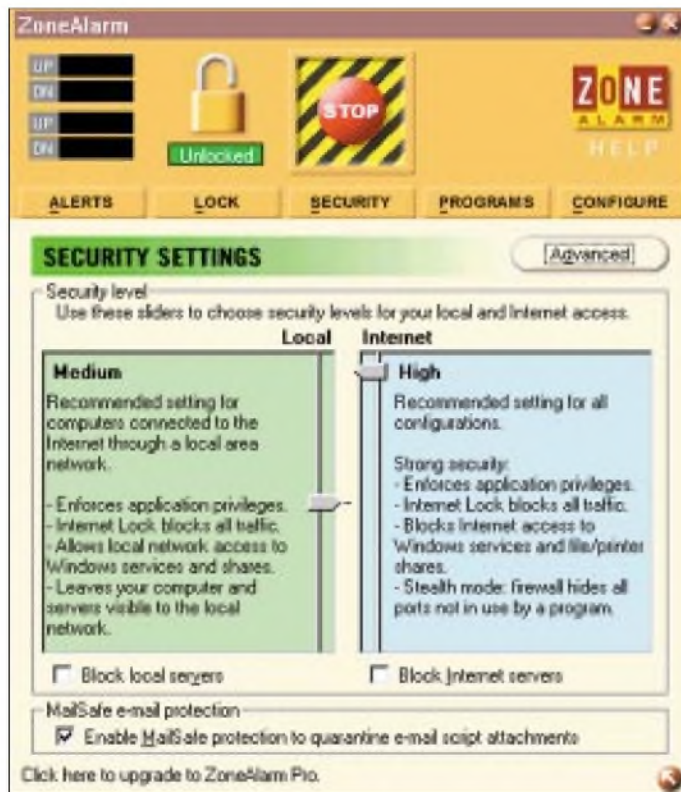 ZoneAlarm
UP
DN
UP
DN
Unlocked
STOP
ZONE
ALARM
HELP
ALERTS
LOCK
SECURITY
PROGRAMS
CONFIGURE
SECURITY SETTINGS
Advanced
Security level
Use these sliders to choose security levels for your local and Internet access.
Local
Internet
Medium
Recommended setting for
computers connected to the
Internet through a local area
network.
- Enforces application privileges.
- Internet Lock blocks all traffic.
- Allows local network access to
Windows services and shares.
- Leaves your computer and
servers visible to the local
network.
High
Recommended setting for all
configurations.
Strong security:
- Enforces application privileges.
- Internet Lock blocks all traffic.
- Blocks Internet access to
Windows services and file/printer
shares.
- Stealth mode: firewall hides all
ports not in use by a program.
Block local servers
Block Internet servers
MailSafe e-mail protection
Enable MailSafe protection to quarantine e-mail script attachments
Click here to upgrade to ZoneAlarm Pro.